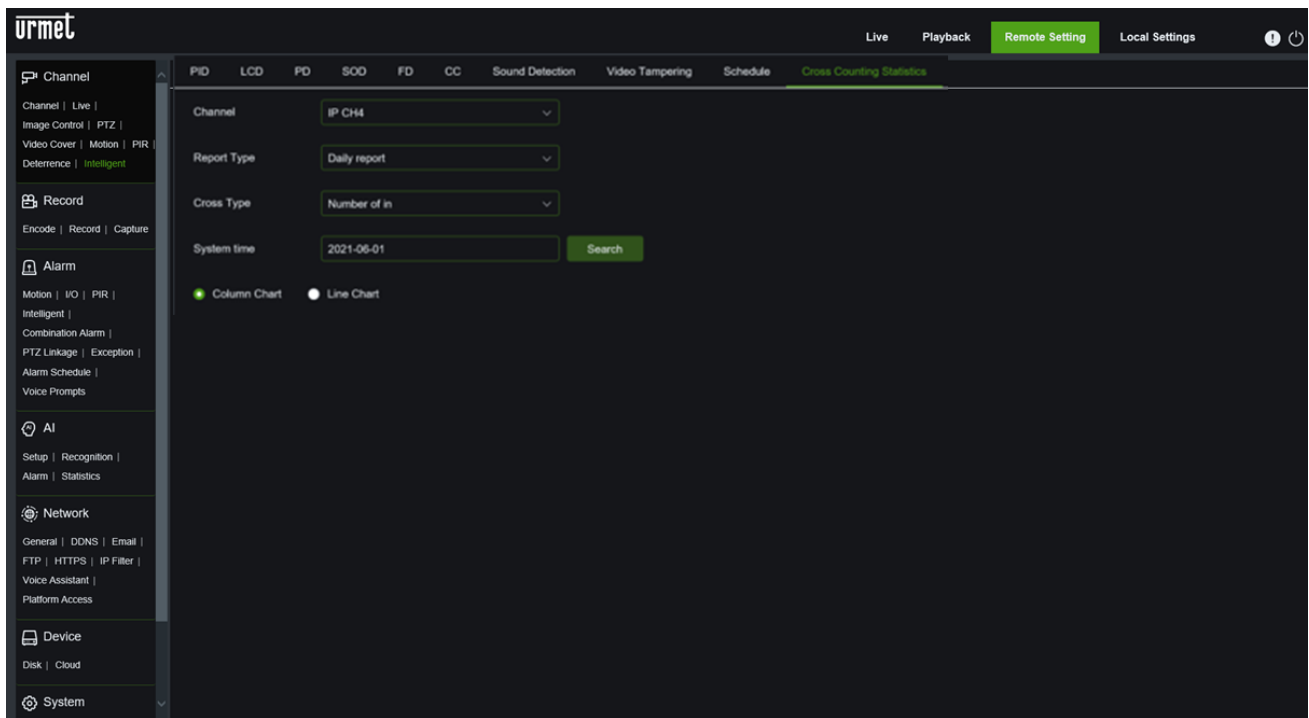 urmet
Live Playback Remote Setting Local Settings
Channel
Channel | Live |
Image Control | PTZ |
Video Cover | Motion | PIR |
Deterrence | Intelligent
Record
Encode | Record | Capture
Alarm
Motion | I/O | PIR |
Intelligent |
Combination Alarm |
PTZ Linkage | Exception |
Alarm Schedule |
Voice Prompts
AI
Setup | Recognition |
Alarm | Statistics
Network
General | DDNS | Email |
FTP | HTTPS | IP Filter |
Voice Assistant |
Platform Access
Device
Disk | Cloud
System
PID LCD PD SOD FD CC Sound Detection Video Tampering Schedule Cross Counting Statistics
Channel IP CH4
Report Type Daily report
Cross Type Number of in
System time 2021-06-01 Search
Column Chart Line Chart